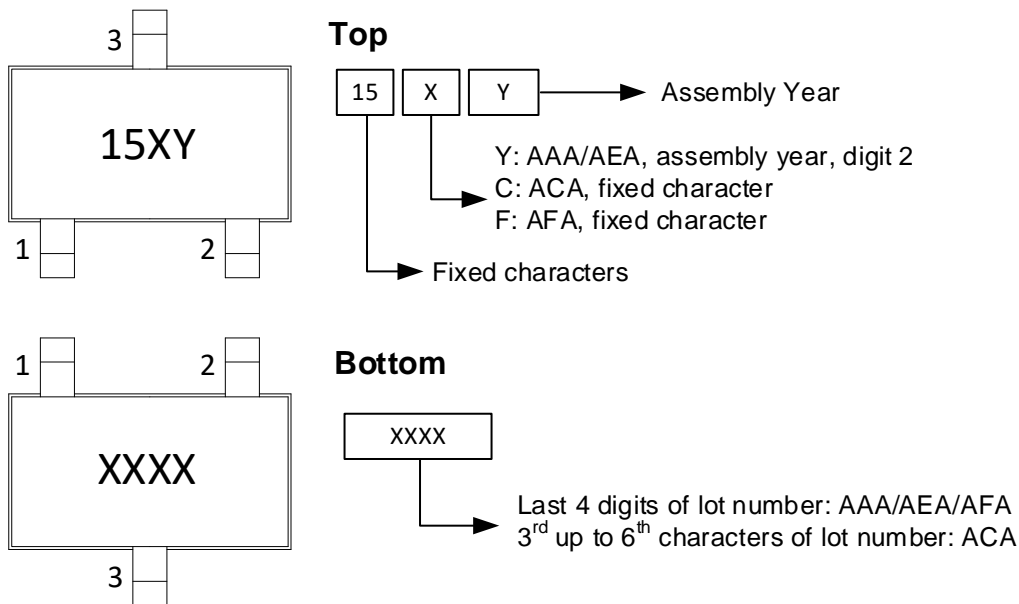 3
15XY
1
2
Top
15 X Y
Assembly Year
Y: AAA/AEA, assembly year, digit 2
C: ACA, fixed character
F: AFA, fixed character
Fixed characters
1
2
XXXX
3
Bottom
XXXX
Last 4 digits of lot number: AAA/AEA/AFA
3rd up to 6th characters of lot number: ACA